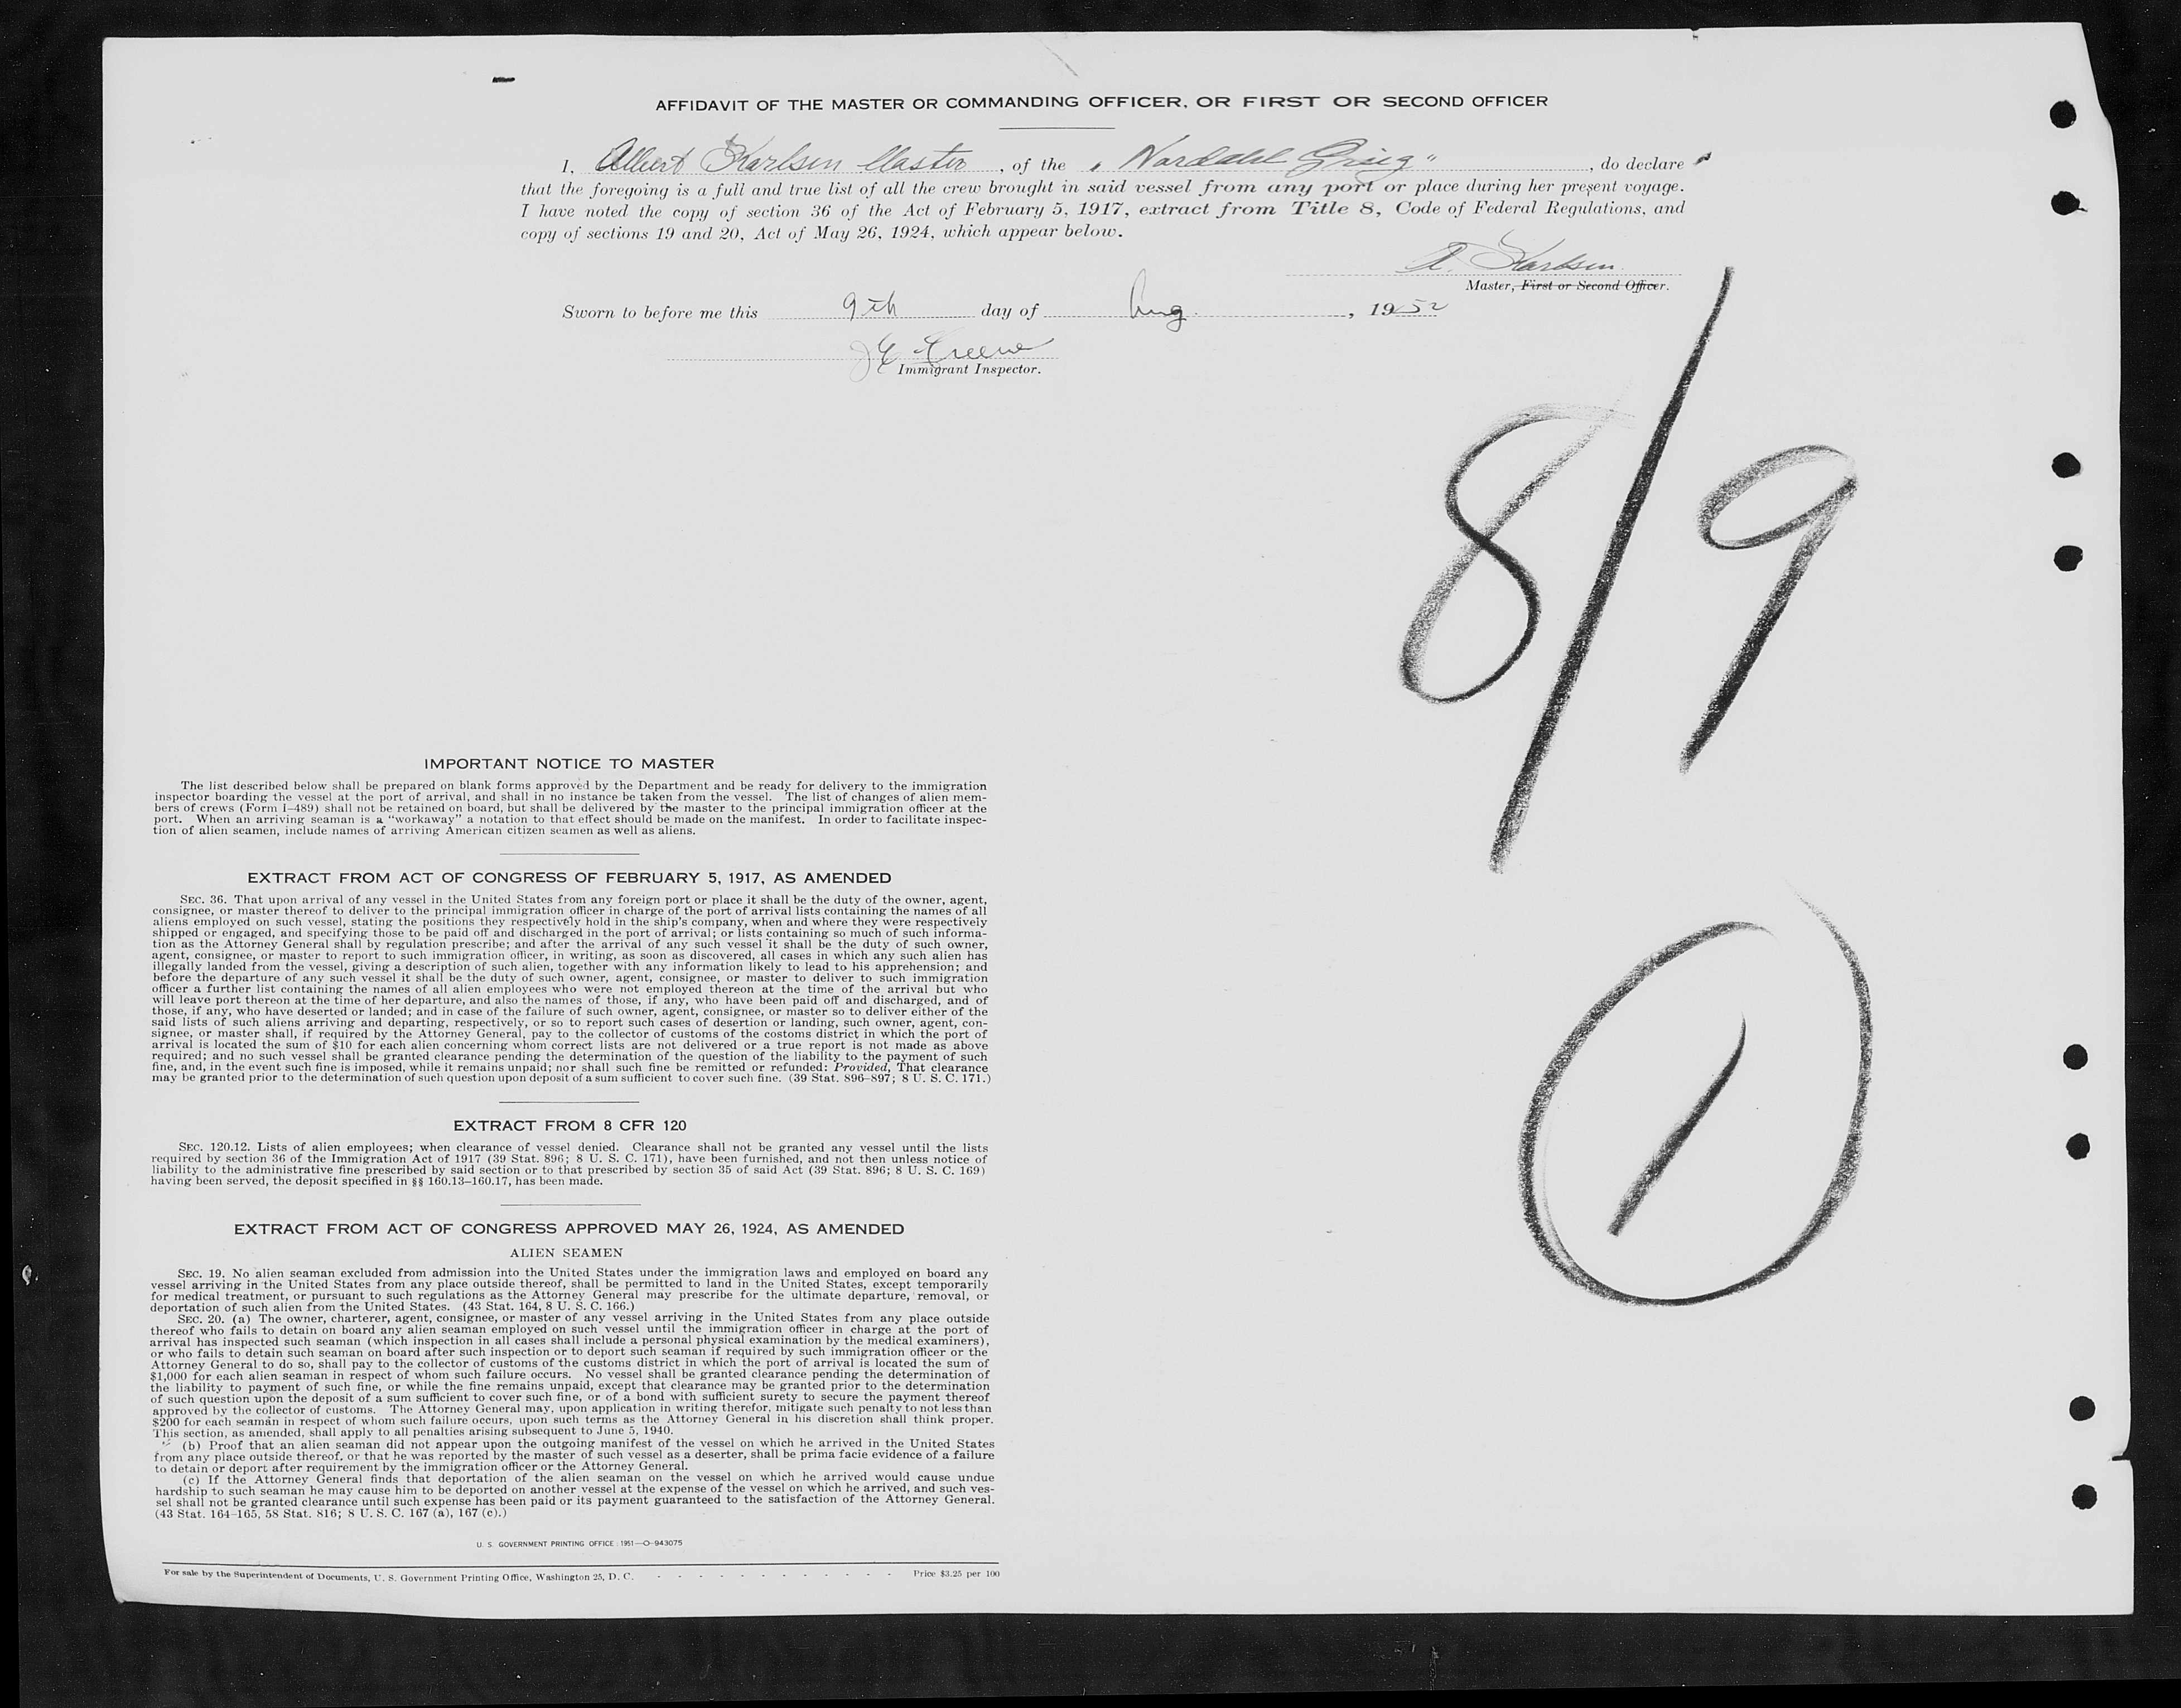 AFFIDAVIT OF THE MASTER OR COMMANDING OFFICER, OR FIRST OR SECOND OFFICER
I, Albert Karlsen Master, of the "Nordahl Grieg", do declare
that the foregoing is a full and true list of all the crew brought in said vessel from any port or place during her present voyage.
I have noted the copy of section 36 of the Act of February 5, 1917, extract from Title 8, Code of Federal Regulations, and
copy of sections 19 and 20, Act of May 26, 1924, which appear below.
A. Karlsen
Master, First or Second Officer.
Sworn to before me this 9th day of Aug., 1952
J E Greene
Immigrant Inspector.
8/9
1
IMPORTANT NOTICE TO MASTER
The list described below shall be prepared on blank forms approved by the Department and be ready for delivery to the immigration
inspector boarding the vessel at the port of arrival, and shall in no instance be taken from the vessel. The list of changes of alien mem-
bers of crews (Form I–489) shall not be retained on board, but shall be delivered by the master to the principal immigration officer at the
port. When an arriving seaman is a "workaway" a notation to that effect should be made on the manifest. In order to facilitate inspec-
tion of alien seamen, include names of arriving American citizen seamen as well as aliens.
EXTRACT FROM ACT OF CONGRESS OF FEBRUARY 5, 1917, AS AMENDED
SEC. 36. That upon arrival of any vessel in the United States from any foreign port or place it shall be the duty of the owner, agent,
consignee, or master thereof to deliver to the principal immigration officer in charge of the port of arrival lists containing the names of all
aliens employed on such vessel, stating the positions they respectively hold in the ship's company, when and where they were respectively
shipped or engaged, and specifying those to be paid off and discharged in the port of arrival; or lists containing so much of such informa-
tion as the Attorney General shall by regulation prescribe; and after the arrival of any such vessel it shall be the duty of such owner,
agent, consignee, or master to report to such immigration officer, in writing, as soon as discovered, all cases in which any such alien has
illegally landed from the vessel, giving a description of such alien, together with any information likely to lead to his apprehension; and
before the departure of any such vessel it shall be the duty of such owner, agent, consignee, or master to deliver to such immigration
officer a further list containing the names of all alien employees who were not employed thereon at the time of the arrival but who
will leave port thereon at the time of her departure, and also the names of those, if any, who have been paid off and discharged, and of
those, if any, who have deserted or landed; and in case of the failure of such owner, agent, consignee, or master so to deliver either of the
said lists of such aliens arriving and departing, respectively, or so to report such cases of desertion or landing, such owner, agent, con-
signee, or master shall, if required by the Attorney General, pay to the collector of customs of the costoms district in which the port of
arrival is located the sum of $10 for each alien concerning whom correct lists are not delivered or a true report is not made as above
required; and no such vessel shall be granted clearance pending the determination of the question of the liability to the payment of such
fine, and, in the event such fine is imposed, while it remains unpaid; nor shall such fine be remitted or refunded: Provided, That clearance
may be granted prior to the determination of such question upon deposit of a sum sufficient to cover such fine. (39 Stat. 896–897; 8 U. S. C. 171.)
EXTRACT FROM 8 CFR 120
SEC. 120.12. Lists of alien employees; when clearance of vessel denied. Clearance shall not be granted any vessel until the lists
required by section 36 of the Immigration Act of 1917 (39 Stat. 896; 8 U. S. C. 171), have been furnished, and not then unless notice of
liability to the administrative fine prescribed by said section or to that prescribed by section 35 of said Act (39 Stat. 896; 8 U. S. C. 169)
having been served, the deposit specified in §§ 160.13–160.17, has been made.
EXTRACT FROM ACT OF CONGRESS APPROVED MAY 26, 1924, AS AMENDED
ALIEN SEAMEN
SEC. 19. No alien seaman excluded from admission into the United States under the immigration laws and employed on board any
vessel arriving in the United States from any place outside thereof, shall be permitted to land in the United States, except temporarily
for medical treatment, or pursuant to such regulations as the Attorney General may prescribe for the ultimate departure, removal, or
deportation of such alien from the United States. (43 Stat. 164, 8 U. S. C. 166.)
SEC. 20. (a) The owner, charterer, agent, consignee, or master of any vessel arriving in the United States from any place outside
thereof who fails to detain on board any alien seaman employed on such vessel until the immigration officer in charge at the port of
arrival has inspected such seaman (which inspection in all cases shall include a personal physical examination by the medical examiners),
or who fails to detain such seaman on board after such inspection or to deport such seaman if required by such immigration officer or the
Attorney General to do so, shall pay to the collector of customs of the customs district in which the port of arrival is located the sum of
$1,000 for each alien seaman in respect of whom such failure occurs. No vessel shall be granted clearance pending the determination of
the liability to payment of such fine, or while the fine remains unpaid, except that clearance may be granted prior to the determination
of such question upon the deposit of a sum sufficient to cover such fine, or of a bond with sufficient surety to secure the payment thereof
approved by the collector of customs. The Attorney General may, upon application in writing therefor, mitigate such penalty to not less than
$200 for each seaman in respect of whom such failure occurs, upon such terms as the Attorney General in his discretion shall think proper.
This section, as amended, shall apply to all penalties arising subsequent to June 5, 1940.
(b) Proof that an alien seaman did not appear upon the outgoing manifest of the vessel on which he arrived in the United States
from any place outside thereof, or that he was reported by the master of such vessel as a deserter, shall be prima facie evidence of a failure
to detain or deport after requirement by the immigration officer or the Attorney General.
(c) If the Attorney General finds that deportation of the alien seaman on the vessel on which he arrived would cause undue
hardship to such seaman he may cause him to be deported on another vessel at the expense of the vessel on which he arrived, and such ves-
sel shall not be granted clearance until such expense has been paid or its payment guaranteed to the satisfaction of the Attorney General.
(43 Stat. 164–165, 58 Stat. 816; 8 U. S. C. 167 (a), 167 (c).)
U. S. GOVERNMENT PRINTING OFFICE : 1951—O-943075
For sale by the Superintendent of Documents, U. S. Government Printing Office, Washington 25, D. C. - - - - - - - - - - - - Price $3.25 per 100